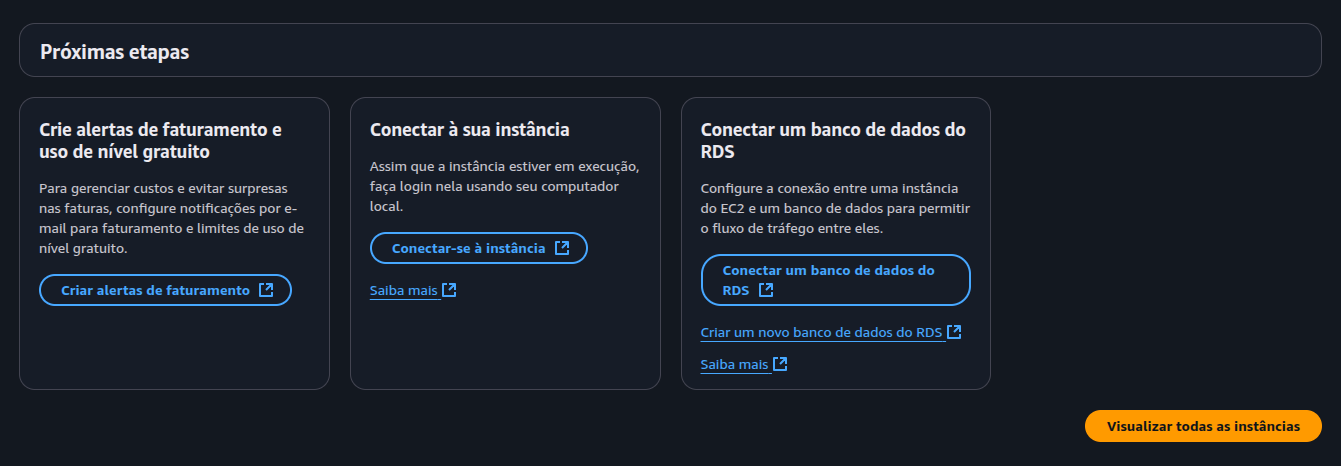 Próximas etapas
Crie alertas de faturamento e
uso de nível gratuito
Para gerenciar custos e evitar surpresas
nas faturas, configure notificações por e-
mail para faturamento e limites de uso de
nível gratuito.
Criar alertas de faturamento
Conectar à sua instância
Assim que a instância estiver em execução,
faça login nela usando seu computador
local.
Conectar-se à instância
Saiba mais
Conectar um banco de dados do
RDS
Configure a conexão entre uma instância
do EC2 e um banco de dados para permitir
o fluxo de tráfego entre eles.
Conectar um banco de dados do
RDS
Criar um novo banco de dados do RDS
Saiba mais
Visualizar todas as instâncias